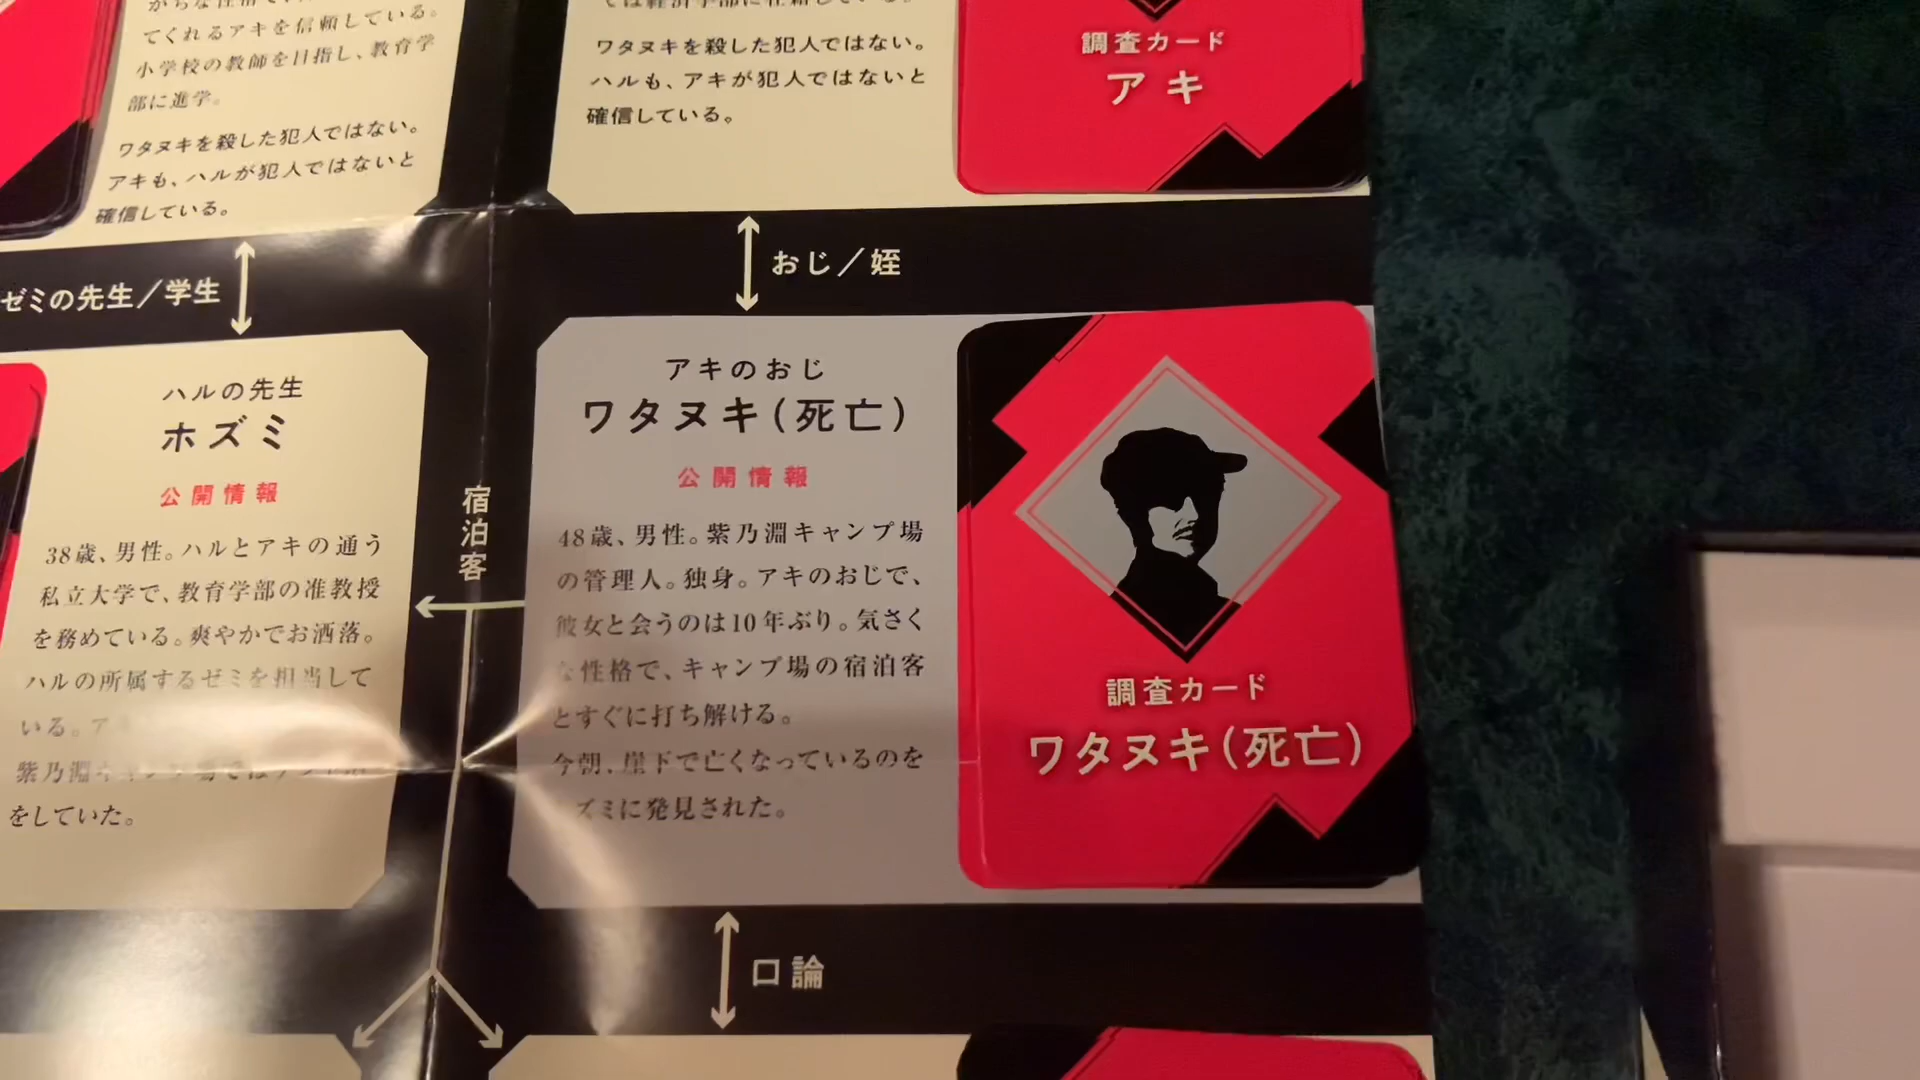 てくれるアキを信頼している。
小学校の教師を目指し、教育学
部に進学。
ワタヌキを殺した犯人ではない。
アキも、ハルが犯人ではないと
確信している。
ワタヌキを殺した犯人ではない。
ハルも、アキが犯人ではないと
確信している。
調査カード
アキ
ゼミの先生／学生
おじ／姪
ハルの先生
ホズミ
公開情報
38歳、男性。ハルとアキの通う
私立大学で、教育学部の准教授
を務めている。爽やかでお洒落。
ハルの所属するゼミを担当して
いる。
紫乃淵
をしていた。
宿泊客
アキのおじ
ワタヌキ（死亡）
公開情報
48歳、男性。紫乃淵キャンプ場
の管理人。独身。アキのおじで、
彼女と会うのは10年ぶり。気さく
な性格で、キャンプ場の宿泊客
とすぐに打ち解ける。
今朝、崖下で亡くなっているのを
ズミに発見された。
調査カード
ワタヌキ（死亡）
口論